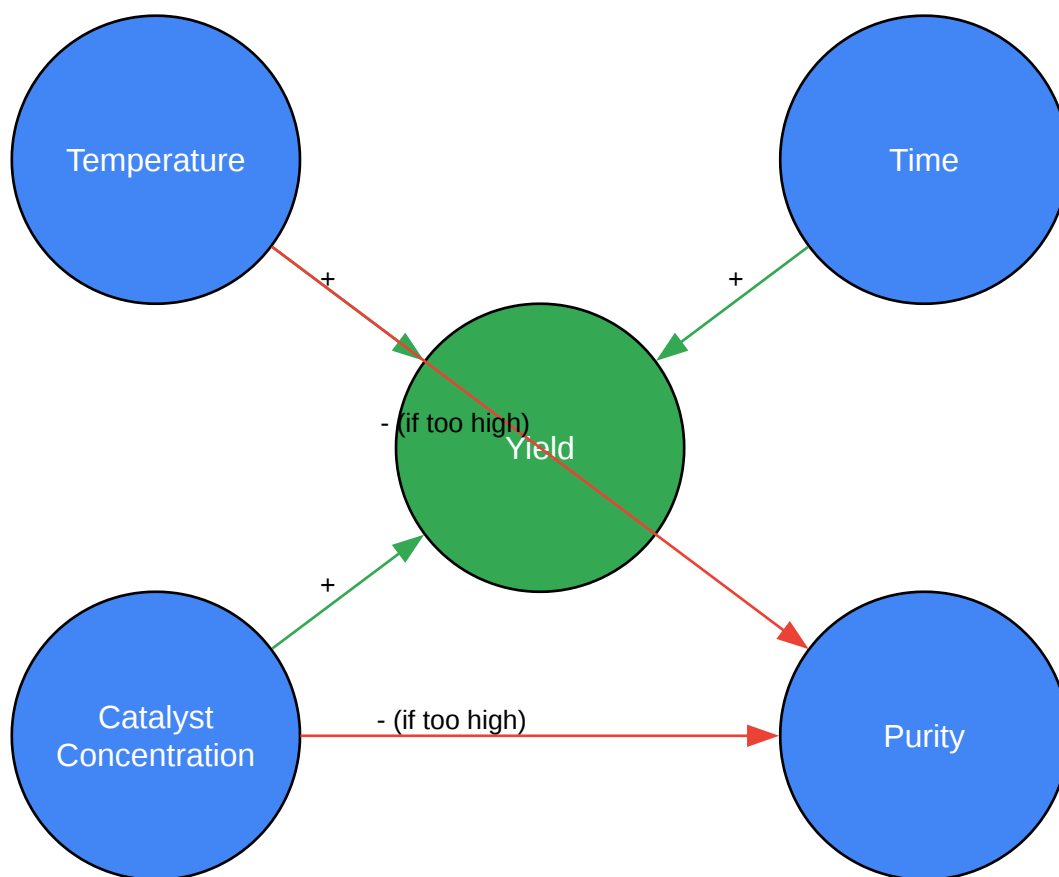 Temperature
Time
+
+
- (if too high)
Yield
+
Catalyst
Concentration
- (if too high)
Purity